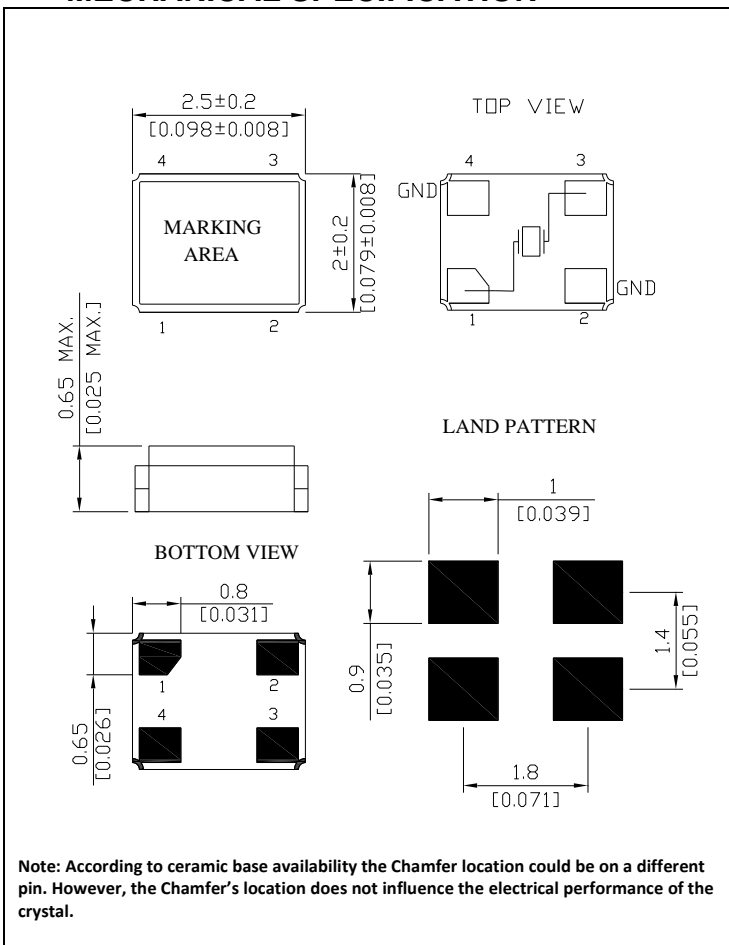 MECHANICAL SPECIFICATION
2.5±0.2
[0.098±0.008]
TOP VIEW
4
3
MARKING
AREA
1
2
2±0.2
[0.079±0.008]
4
3
GND
GND
1
2
0.65 MAX.
[0.025 MAX.]
LAND PATTERN
1
[0.039]
0.9
[0.035]
1.4
[0.055]
1.8
[0.071]
BOTTOM VIEW
0.8
[0.031]
1
2
4
3
0.65
[0.026]
Note: According to ceramic base availability the Chamfer location could be on a different
pin. However, the Chamfer’s location does not influence the electrical performance of the
crystal.